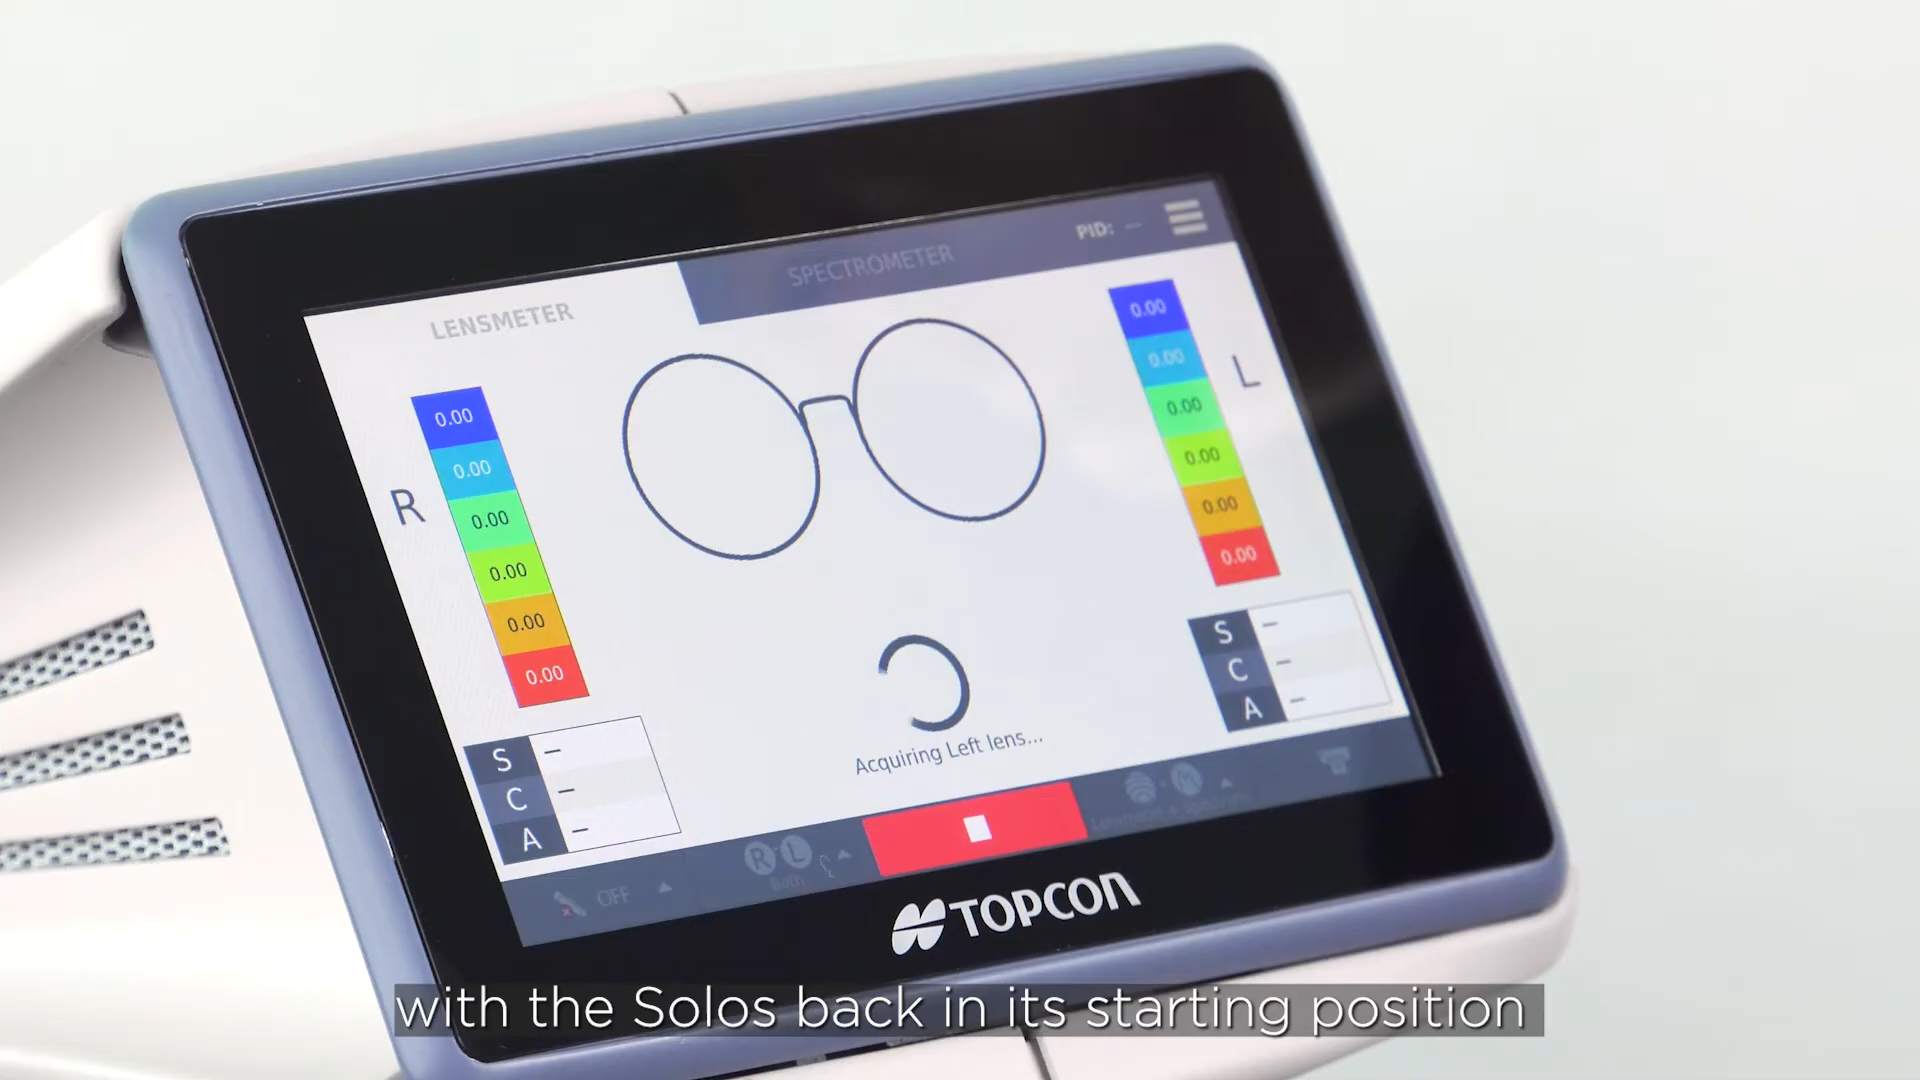 PID: —
LENSMETER
SPECTROMETER
R
0.00
0.00
0.00
0.00
0.00
0.00
0.00
0.00
0.00
0.00
0.00
0.00
L
S –
C –
A –
S –
C –
A –
Acquiring Left lens...
OFF
R L
Both
M
TOPCON
with the Solos back in its starting position